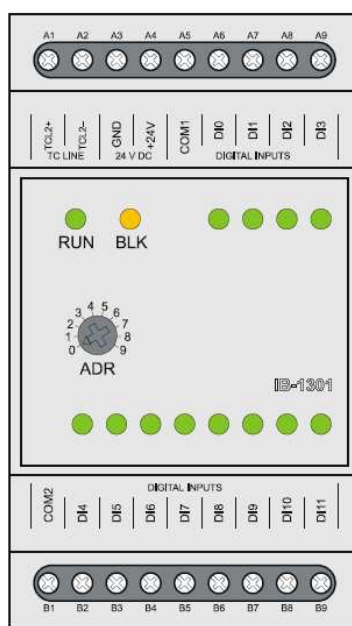 A1 A2 A3 A4 A5 A6 A7 A8 A9
TCL2+ TCL2− GND +24V COM1 DI0 DI1 DI2 DI3
TC LINE 24 V DC DIGITAL INPUTS
RUN BLK
0 1 2 3 4 5 6 7 8 9
ADR
IB-1301
DIGITAL INPUTS
COM2 DI4 DI5 DI6 DI7 DI8 DI9 DI10 DI11
B1 B2 B3 B4 B5 B6 B7 B8 B9